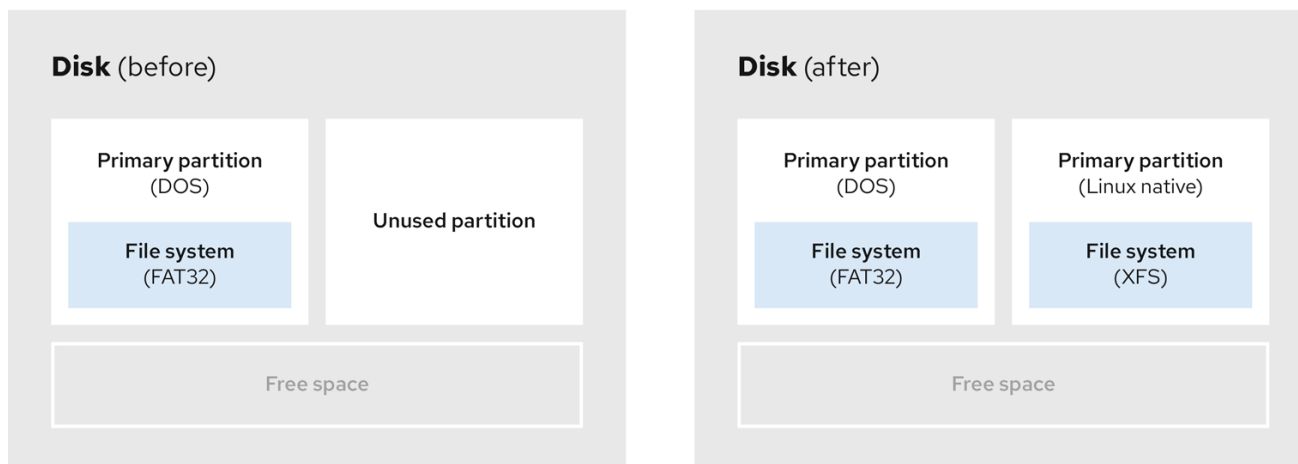 Disk (before)
Primary partition
(DOS)
File system
(FAT32)
Unused partition
Free space
Disk (after)
Primary partition
(DOS)
File system
(FAT32)
Primary partition
(Linux native)
File system
(XFS)
Free space